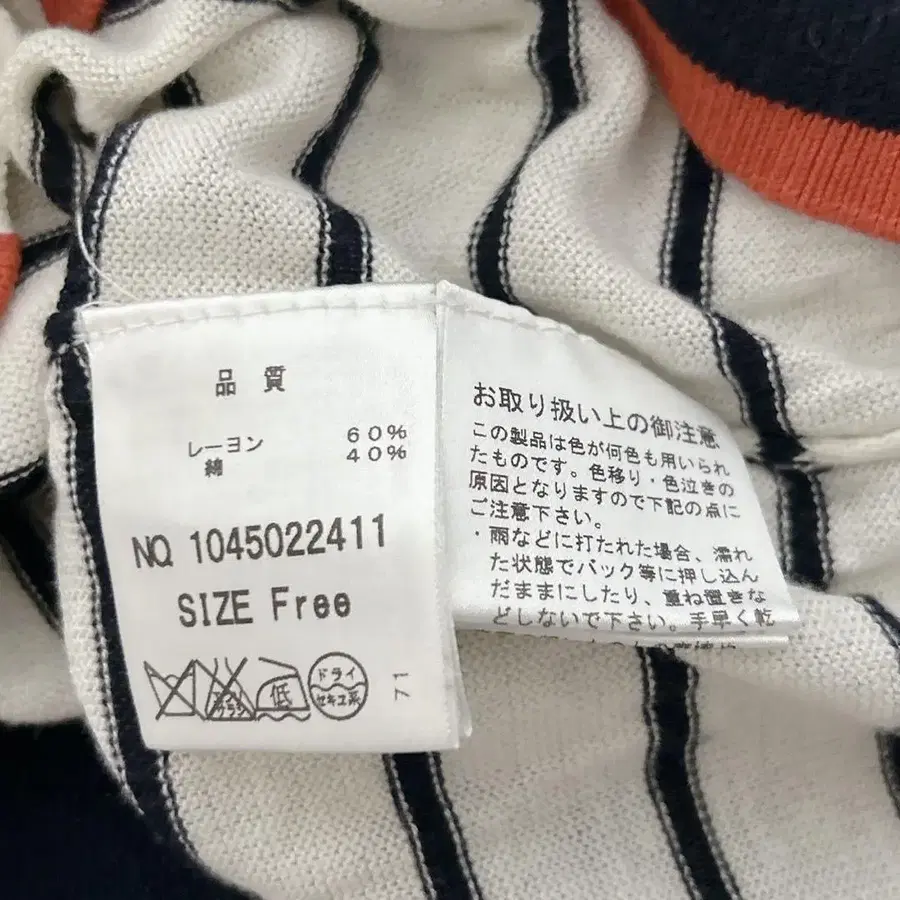 品 質
レーヨン 60%
綿 40%
NO 1045022411
SIZE Free
低
ドライ
セキユ系
71
お取り扱い上の御注意
この製品は色が何色も用いられ
たものです。色移り・色泣きの
原因となりますので下記の点に
ご注意下さい。
・雨などに打たれた場合、濡れ
た状態でバック等に押し込ん
だままにしたり、重ね置きな
どしないで下さい。手早く乾